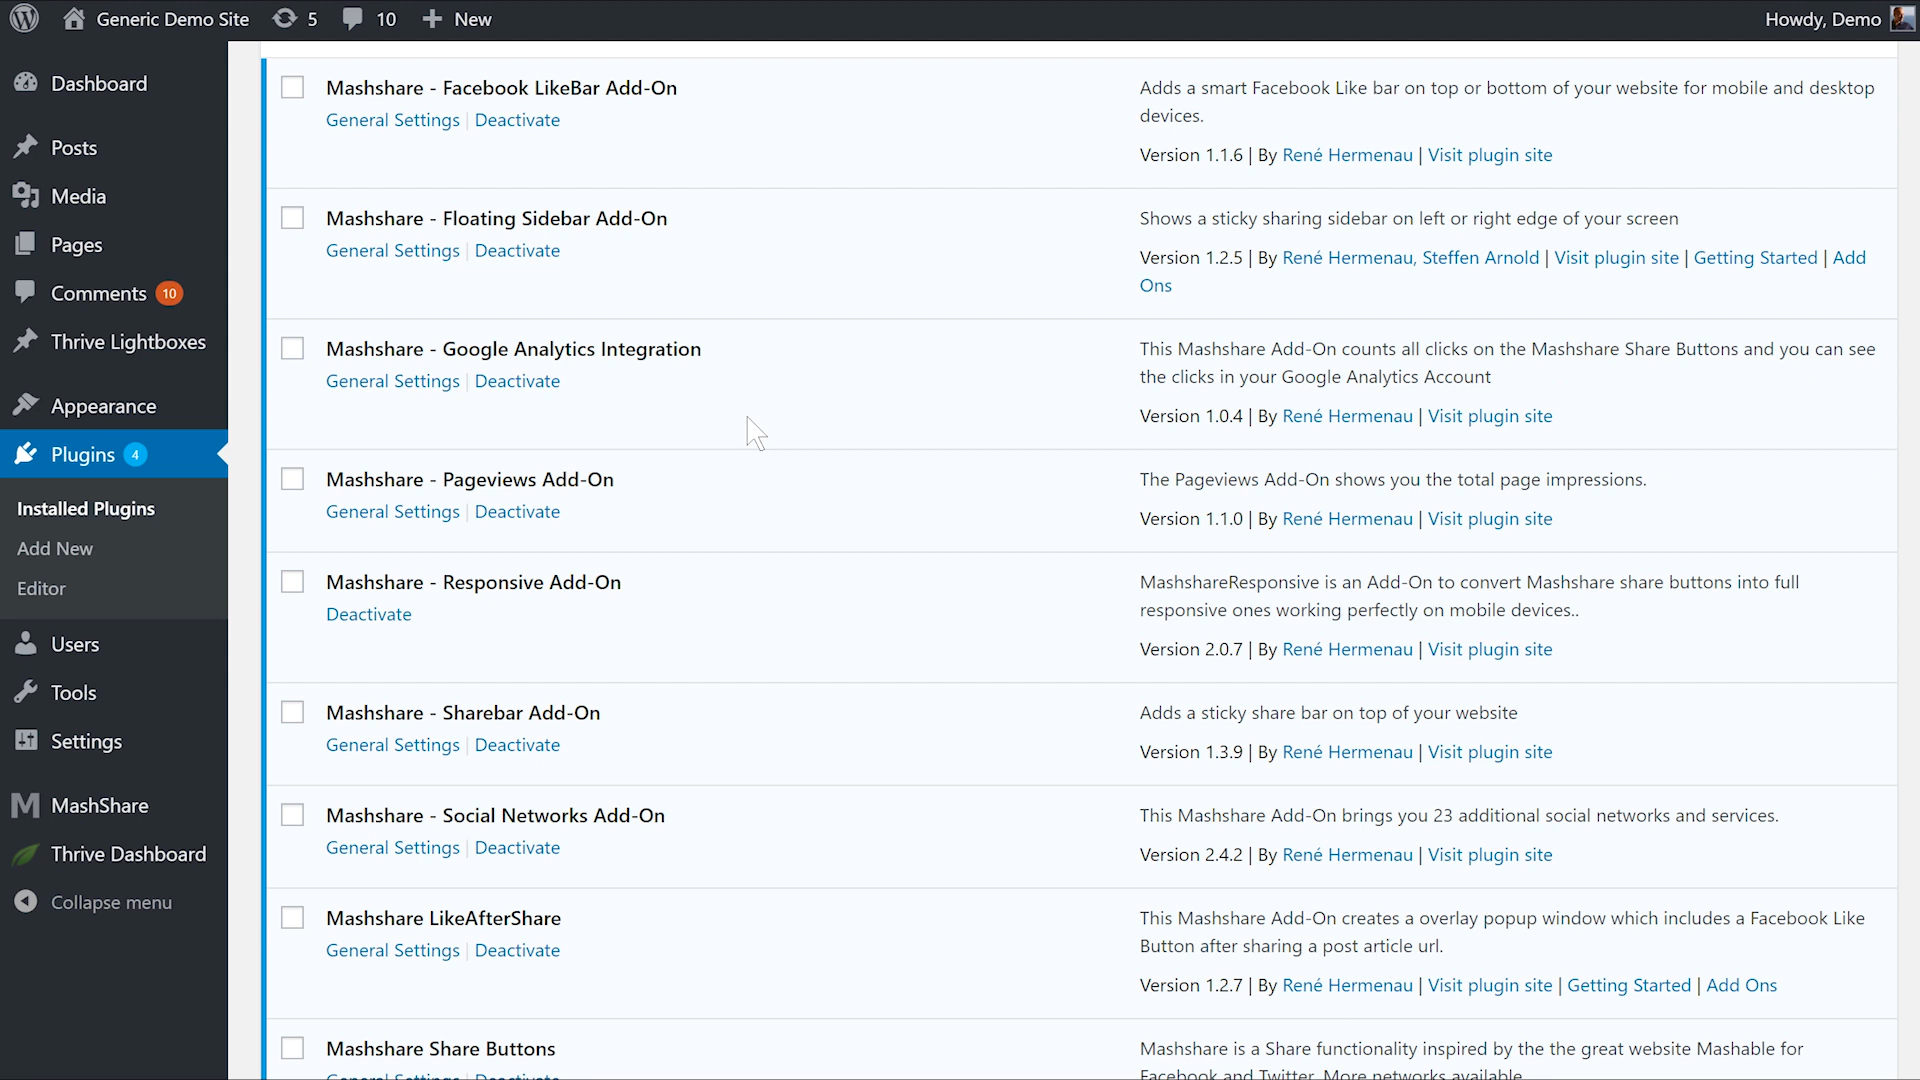 Generic Demo Site 5 10 New Howdy, Demo
Dashboard
Posts
Media
Pages
Comments 10
Thrive Lightboxes
Appearance
Plugins 4
Installed Plugins
Add New
Editor
Users
Tools
Settings
MashShare
Thrive Dashboard
Collapse menu
Mashshare - Facebook LikeBar Add-On
General Settings | Deactivate
Adds a smart Facebook Like bar on top or bottom of your website for mobile and desktop
devices.
Version 1.1.6 | By René Hermenau | Visit plugin site
Mashshare - Floating Sidebar Add-On
General Settings | Deactivate
Shows a sticky sharing sidebar on left or right edge of your screen
Version 1.2.5 | By René Hermenau, Steffen Arnold | Visit plugin site | Getting Started | Add
Ons
Mashshare - Google Analytics Integration
General Settings | Deactivate
This Mashshare Add-On counts all clicks on the Mashshare Share Buttons and you can see
the clicks in your Google Analytics Account
Version 1.0.4 | By René Hermenau | Visit plugin site
Mashshare - Pageviews Add-On
General Settings | Deactivate
The Pageviews Add-On shows you the total page impressions.
Version 1.1.0 | By René Hermenau | Visit plugin site
Mashshare - Responsive Add-On
Deactivate
MashshareResponsive is an Add-On to convert Mashshare share buttons into full
responsive ones working perfectly on mobile devices..
Version 2.0.7 | By René Hermenau | Visit plugin site
Mashshare - Sharebar Add-On
General Settings | Deactivate
Adds a sticky share bar on top of your website
Version 1.3.9 | By René Hermenau | Visit plugin site
Mashshare - Social Networks Add-On
General Settings | Deactivate
This Mashshare Add-On brings you 23 additional social networks and services.
Version 2.4.2 | By René Hermenau | Visit plugin site
Mashshare LikeAfterShare
General Settings | Deactivate
This Mashshare Add-On creates a overlay popup window which includes a Facebook Like
Button after sharing a post article url.
Version 1.2.7 | By René Hermenau | Visit plugin site | Getting Started | Add Ons
Mashshare Share Buttons
General Settings | Deactivate
Mashshare is a Share functionality inspired by the the great website Mashable for
Facebook and Twitter. More networks available